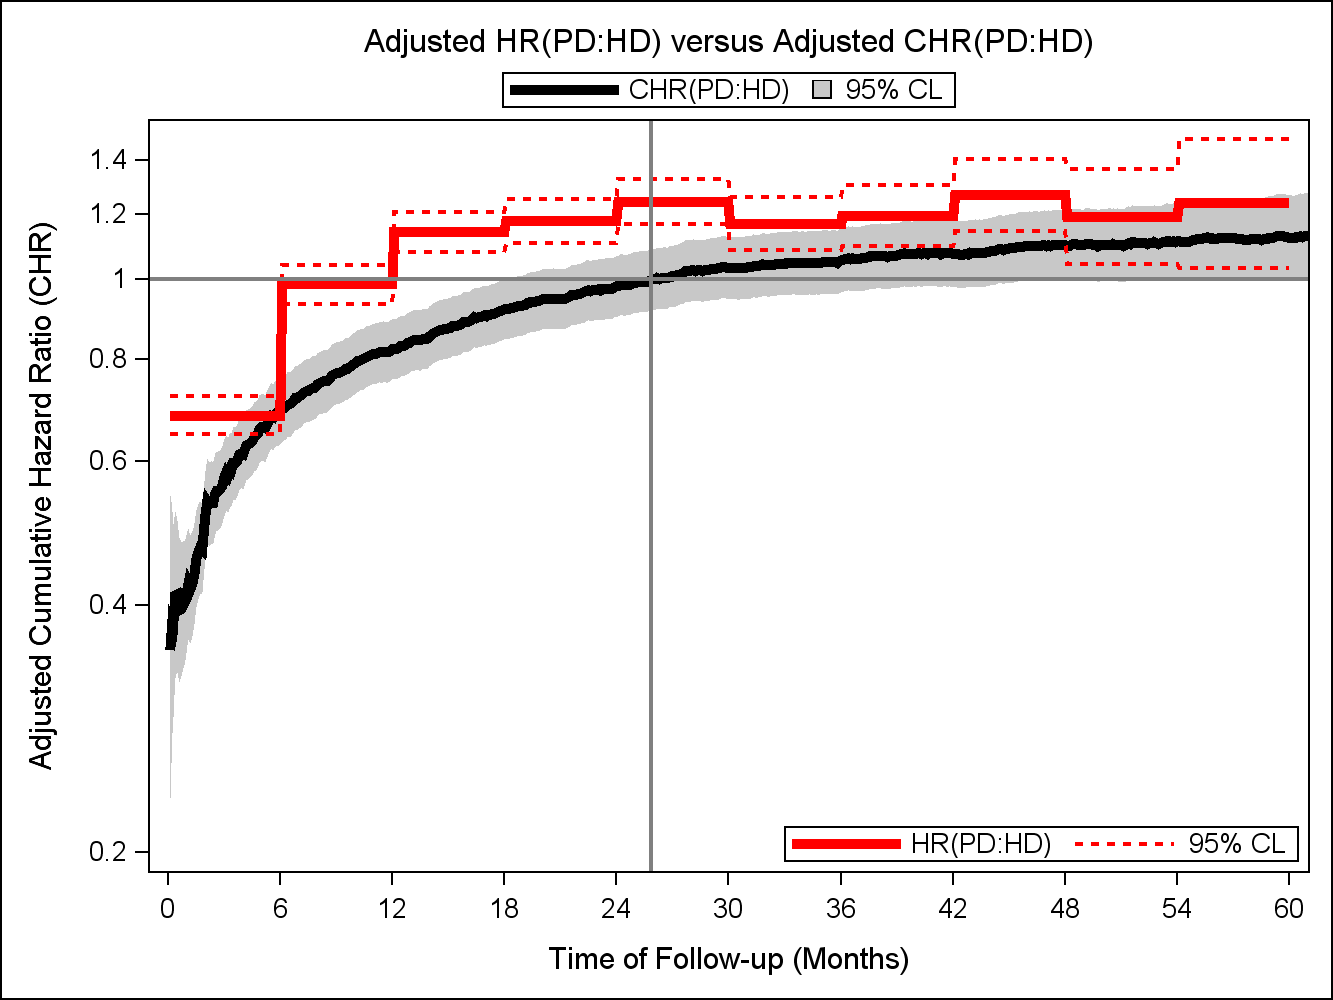 Adjusted HR(PD:HD) versus Adjusted CHR(PD:HD)
CHR(PD:HD) 95% CL
Adjusted Cumulative Hazard Ratio (CHR)
1.4
1.2
1
0.8
0.6
0.4
0.2
HR(PD:HD) 95% CL
0 6 12 18 24 30 36 42 48 54 60
Time of Follow-up (Months)